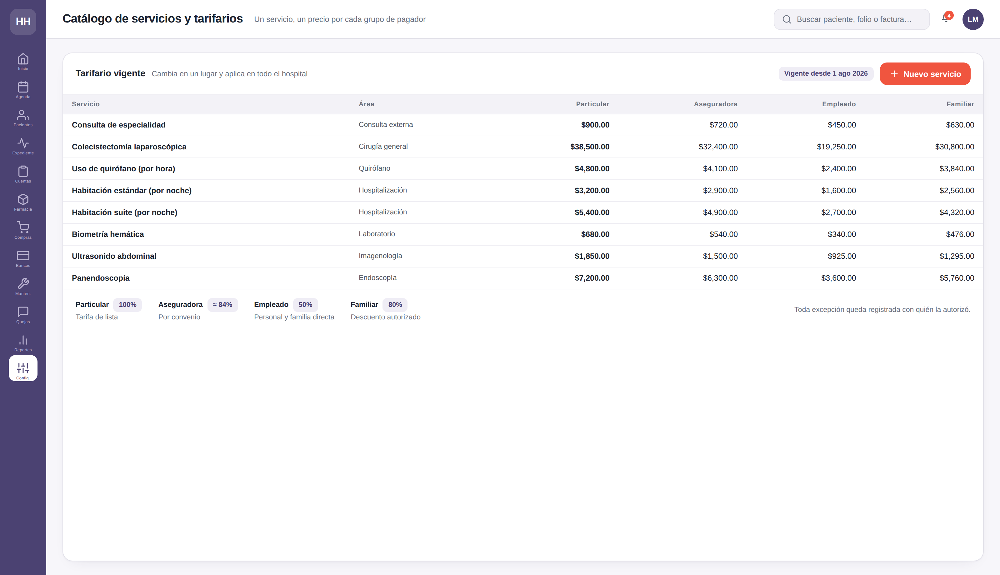 HH
Inicio
Agenda
Pacientes
Expediente
Cuentas
Farmacia
Compras
Bancos
Manten.
Quejas
Reportes
Config.
Catálogo de servicios y tarifarios Un servicio, un precio por cada grupo de pagador Buscar paciente, folio o factura… 4 LM
Tarifario vigente Cambia en un lugar y aplica en todo el hospital Vigente desde 1 ago 2026 Nuevo servicio
Servicio Área Particular Aseguradora Empleado Familiar
Consulta de especialidad Consulta externa $900.00 $720.00 $450.00 $630.00
Colecistectomía laparoscópica Cirugía general $38,500.00 $32,400.00 $19,250.00 $30,800.00
Uso de quirófano (por hora) Quirófano $4,800.00 $4,100.00 $2,400.00 $3,840.00
Habitación estándar (por noche) Hospitalización $3,200.00 $2,900.00 $1,600.00 $2,560.00
Habitación suite (por noche) Hospitalización $5,400.00 $4,900.00 $2,700.00 $4,320.00
Biometría hemática Laboratorio $680.00 $540.00 $340.00 $476.00
Ultrasonido abdominal Imagenología $1,850.00 $1,500.00 $925.00 $1,295.00
Panendoscopía Endoscopía $7,200.00 $6,300.00 $3,600.00 $5,760.00
Particular 100% Aseguradora ≈ 84% Empleado 50% Familiar 80%
Tarifa de lista Por convenio Personal y familia directa Descuento autorizado
Toda excepción queda registrada con quién la autorizó.